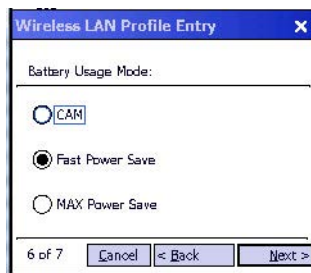 Wireless LAN Profile Entry
Battery Usage Mode:
CAM
Fast Power Save
MAX Power Save
6 of 7 Cancel < Back Next >